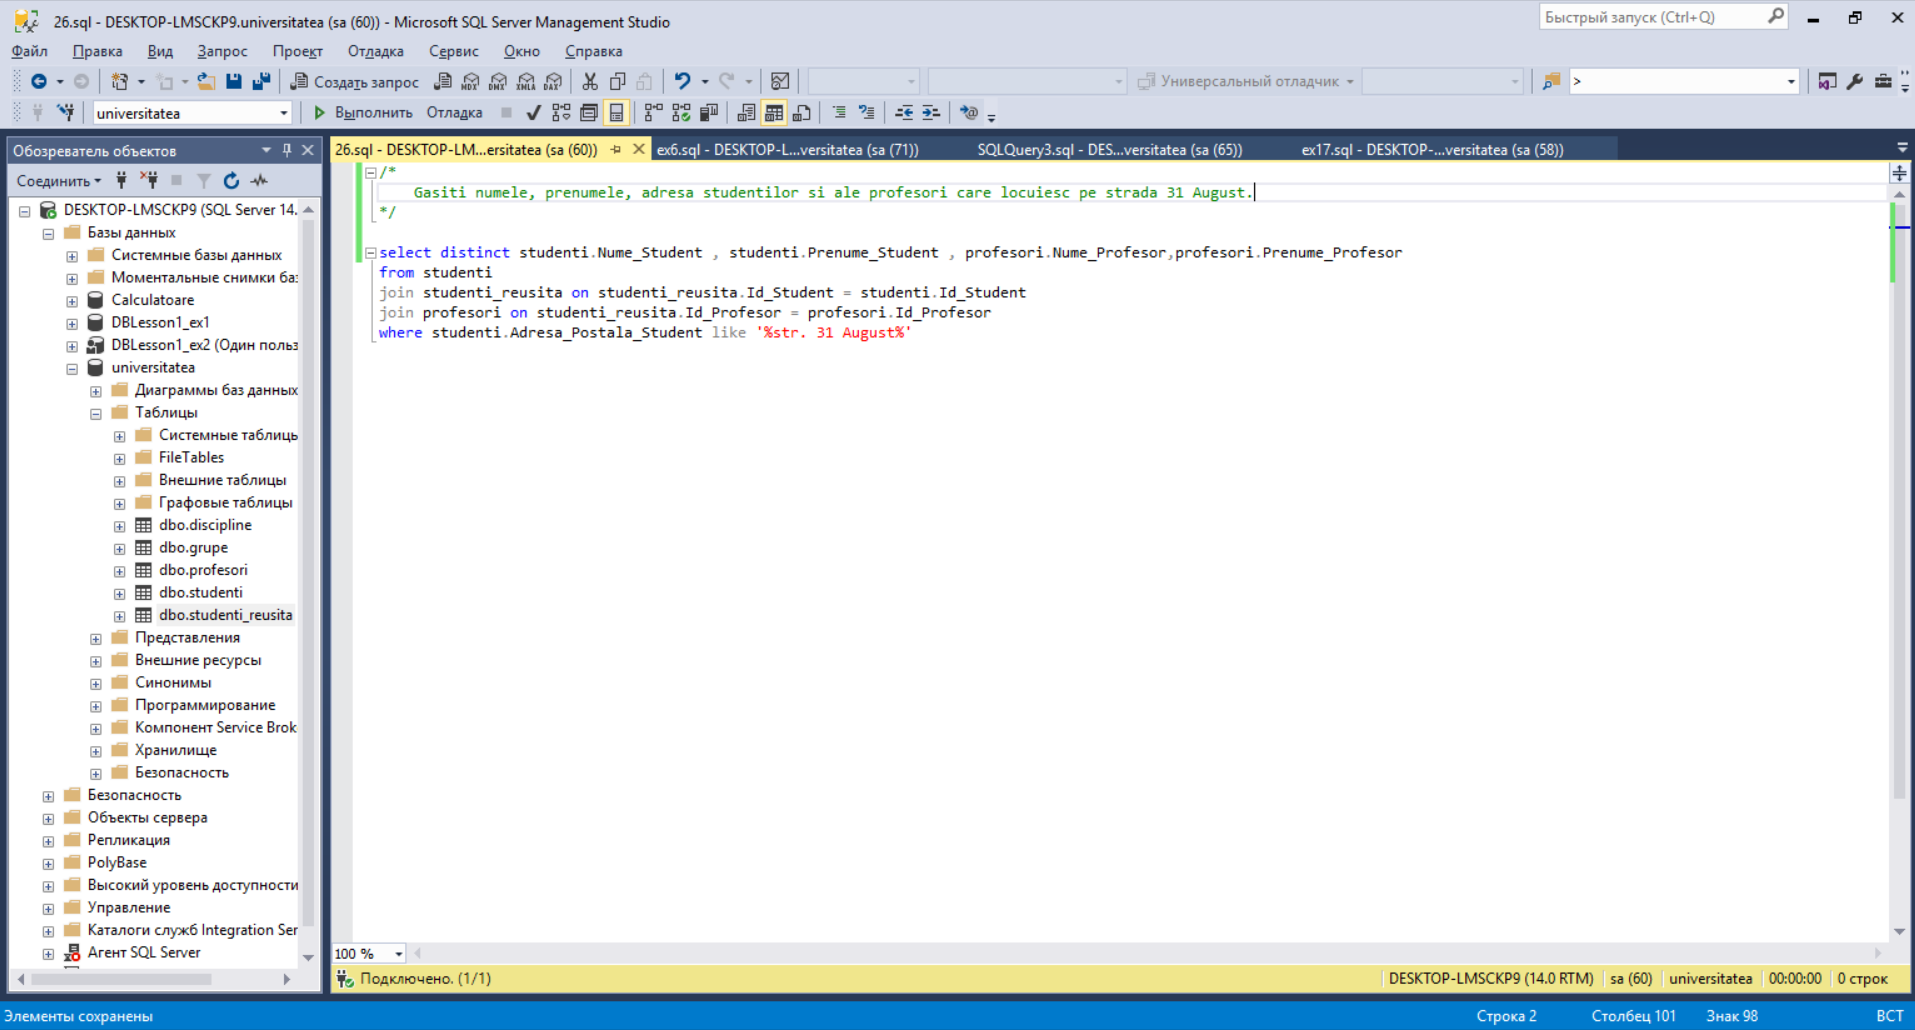 26.sql - DESKTOP-LMSCKP9.universitatea (sa (60)) - Microsoft SQL Server Management Studio
Быстрый запуск (Ctrl+Q)
Файл Правка Вид Запрос Проект Отладка Сервис Окно Справка
Создать запрос MDX DMX XMLA DAX Универсальный отладчик >
universitatea Выполнить Отладка
Обозреватель объектов
26.sql - DESKTOP-LM...ersitatea (sa (60)) ex6.sql - DESKTOP-L...versitatea (sa (71)) SQLQuery3.sql - DES...versitatea (sa (65)) ex17.sql - DESKTOP-...versitatea (sa (58))
Соединить
DESKTOP-LMSCKP9 (SQL Server 14.
Базы данных
Системные базы данных
Моментальные снимки баз
Calculatoare
DBLesson1_ex1
DBLesson1_ex2 (Один польз
universitatea
Диаграммы баз данных
Таблицы
Системные таблицы
FileTables
Внешние таблицы
Графовые таблицы
dbo.discipline
dbo.grupe
dbo.profesori
dbo.studenti
dbo.studenti_reusita
Представления
Внешние ресурсы
Синонимы
Программирование
Компонент Service Brok
Хранилище
Безопасность
Безопасность
Объекты сервера
Репликация
PolyBase
Высокий уровень доступности
Управление
Каталоги служб Integration Ser
Агент SQL Server
/*
Gasiti numele, prenumele, adresa studentilor si ale profesori care locuiesc pe strada 31 August.
*/
select distinct studenti.Nume_Student , studenti.Prenume_Student , profesori.Nume_Profesor,profesori.Prenume_Profesor
from studenti
join studenti_reusita on studenti_reusita.Id_Student = studenti.Id_Student
join profesori on studenti_reusita.Id_Profesor = profesori.Id_Profesor
where studenti.Adresa_Postala_Student like '%str. 31 August%'
100 %
Подключено. (1/1) DESKTOP-LMSCKP9 (14.0 RTM) sa (60) universitatea 00:00:00 0 строк
Элементы сохранены Строка 2 Столбец 101 Знак 98 ВСТ